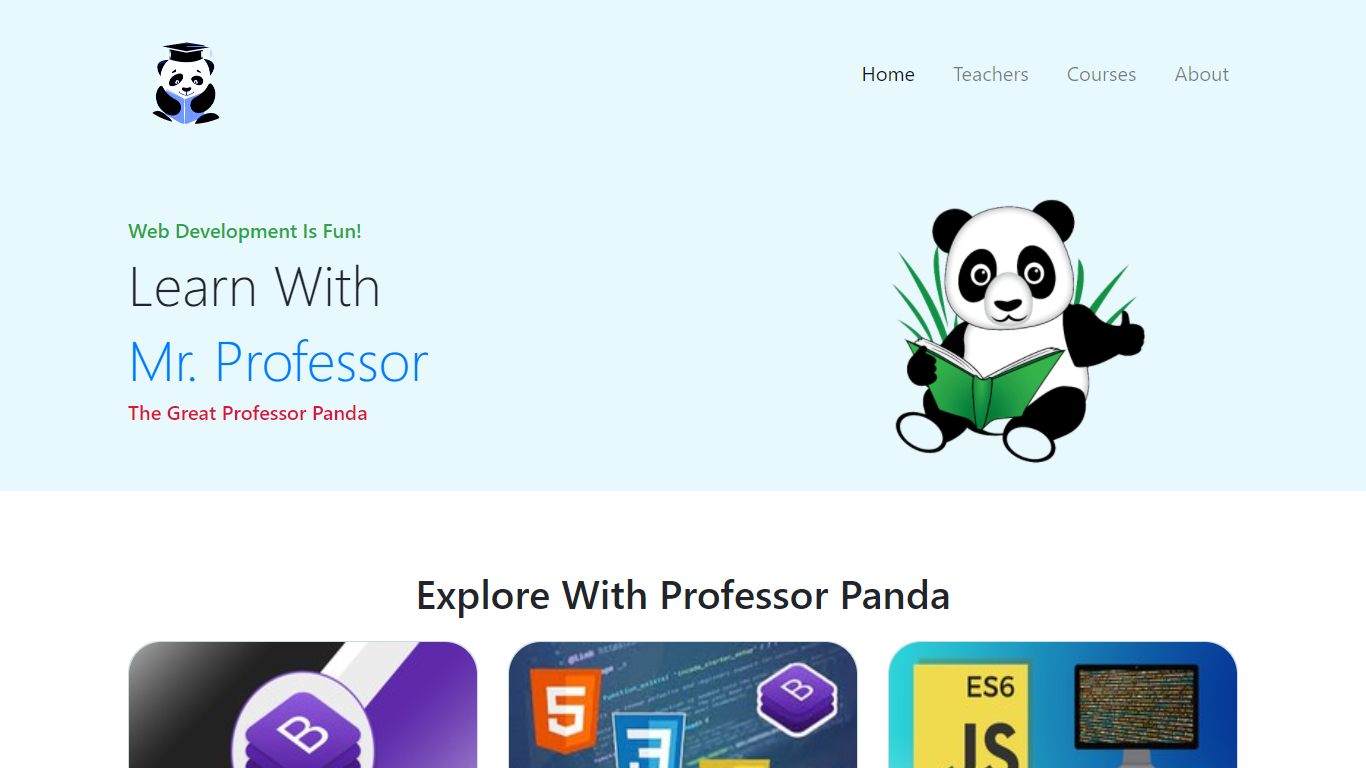 Home Teachers Courses About
Web Development Is Fun!
Learn With
Mr. Professor
The Great Professor Panda
Explore With Professor Panda
B
B
5
3
ES6
JS